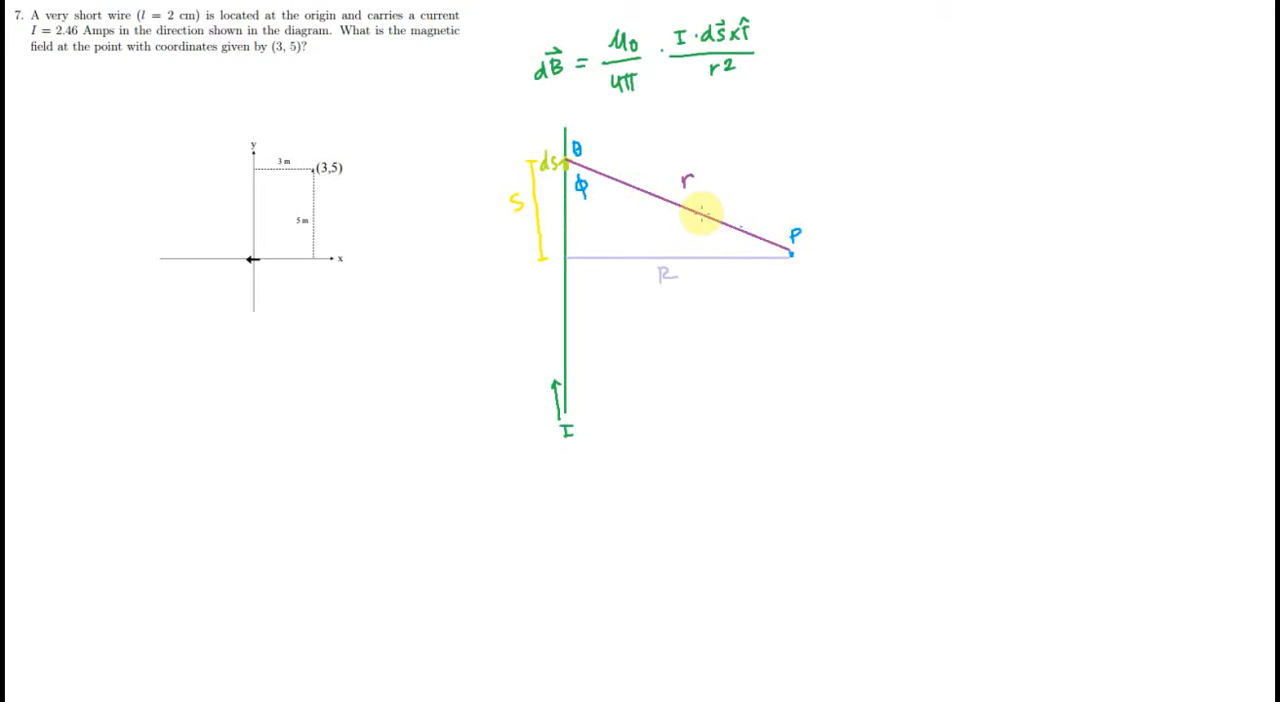 7. A very short wire (l = 2 cm) is located at the origin and carries a current
I = 2.46 Amps in the direction shown in the diagram. What is the magnetic
field at the point with coordinates given by (3, 5)?
dB⃗ = μ0/4π · I·ds⃗×r̂/r2
y
3 m
(3,5)
5 m
x
ds
θ
ϕ
S
r
P
R
I